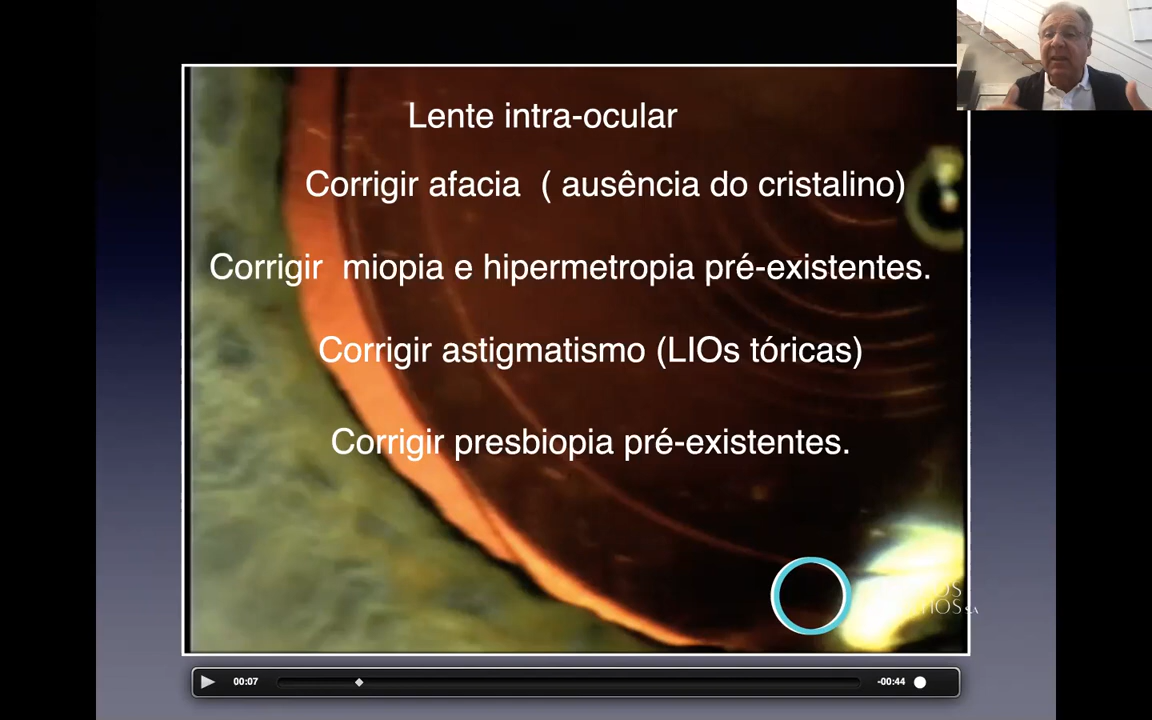 Lente intra-ocular
Corrigir afacia ( ausência do cristalino)
Corrigir miopia e hipermetropia pré-existentes.
Corrigir astigmatismo (LIOs tóricas)
Corrigir presbiopia pré-existentes.
00:07
-00:44